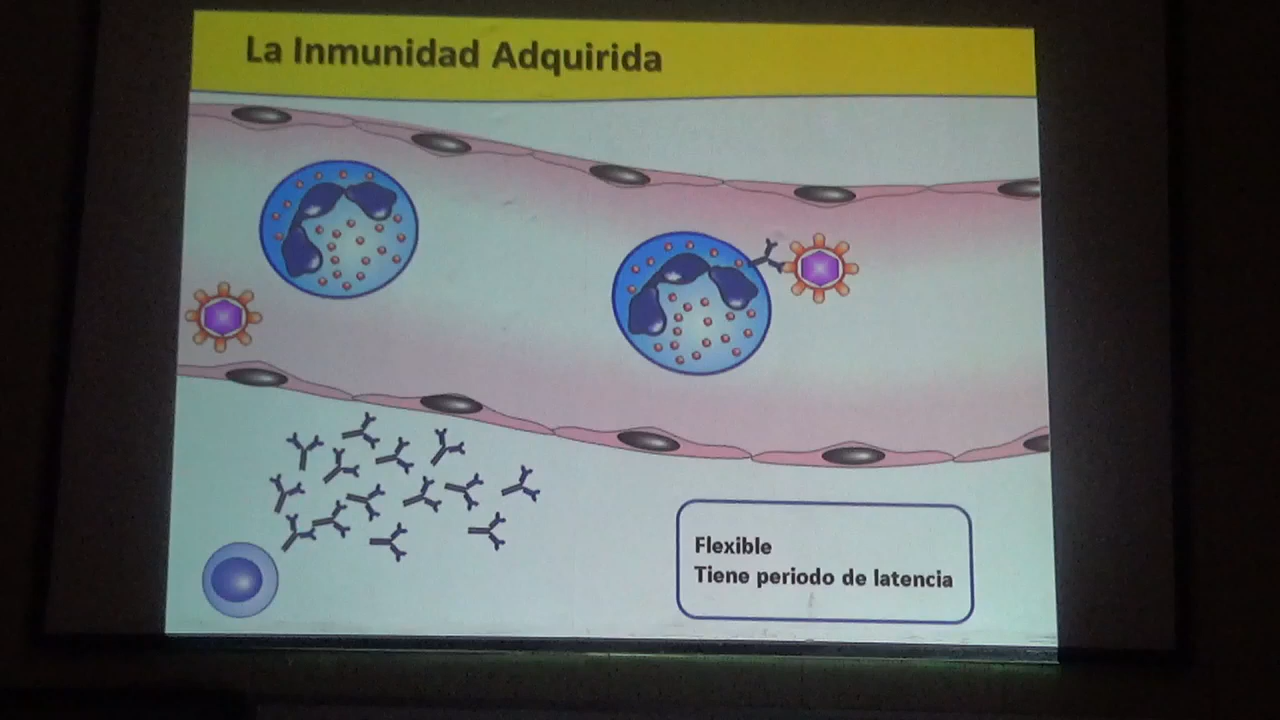 La Inmunidad Adquirida
Flexible
Tiene periodo de latencia